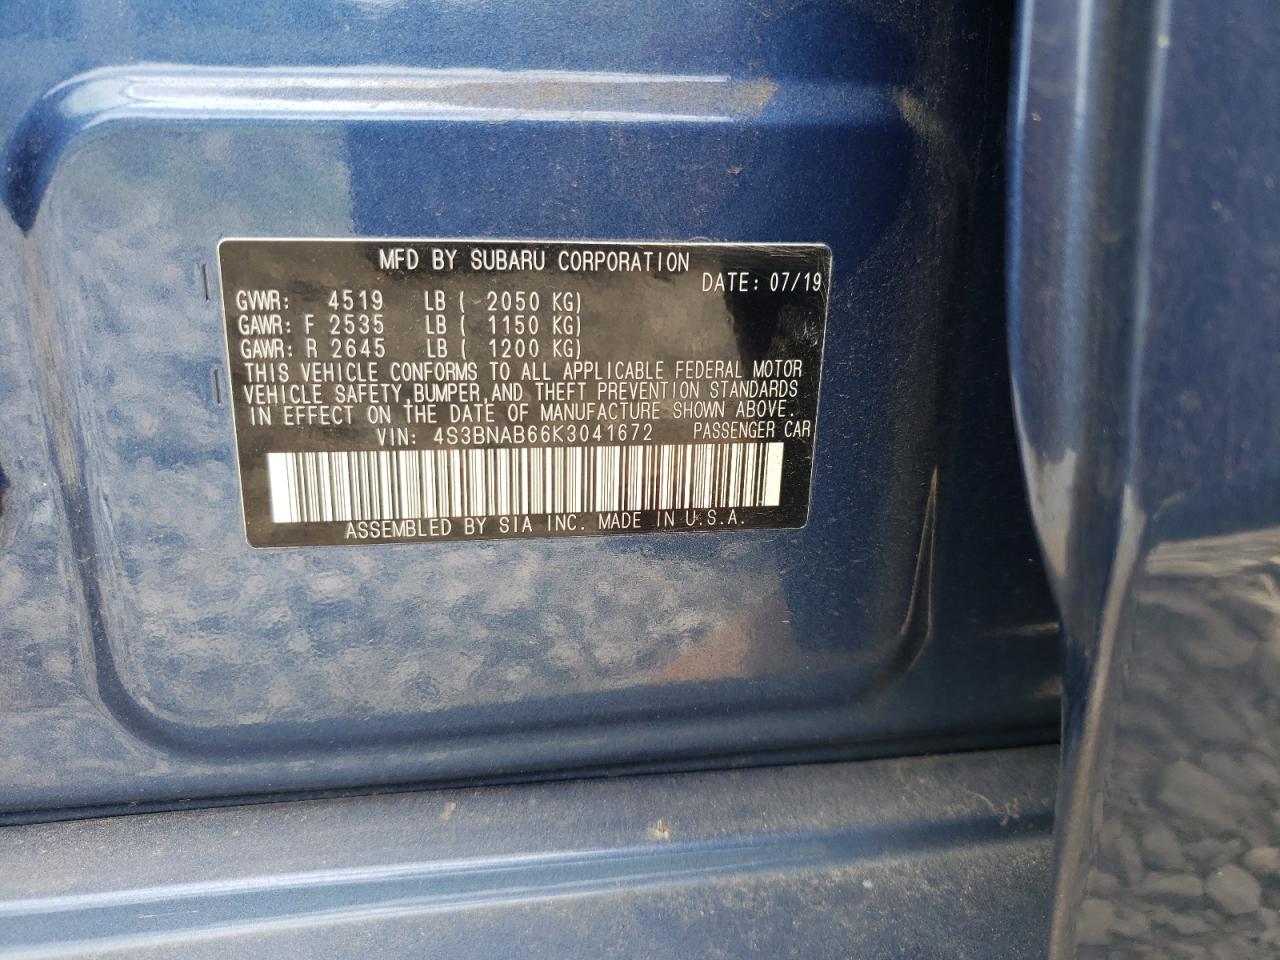 MFD BY SUBARU CORPORATION
DATE: 07/19
GVWR: 4519 LB ( 2050 KG)
GAWR: F 2535 LB ( 1150 KG)
GAWR: R 2645 LB ( 1200 KG)
THIS VEHICLE CONFORMS TO ALL APPLICABLE FEDERAL MOTOR
VEHICLE SAFETY,BUMPER,AND THEFT PREVENTION STANDARDS
IN EFFECT ON THE DATE OF MANUFACTURE SHOWN ABOVE.
VIN: 4S3BNAB66K3041672 PASSENGER CAR
ASSEMBLED BY SIA INC. MADE IN U.S.A.